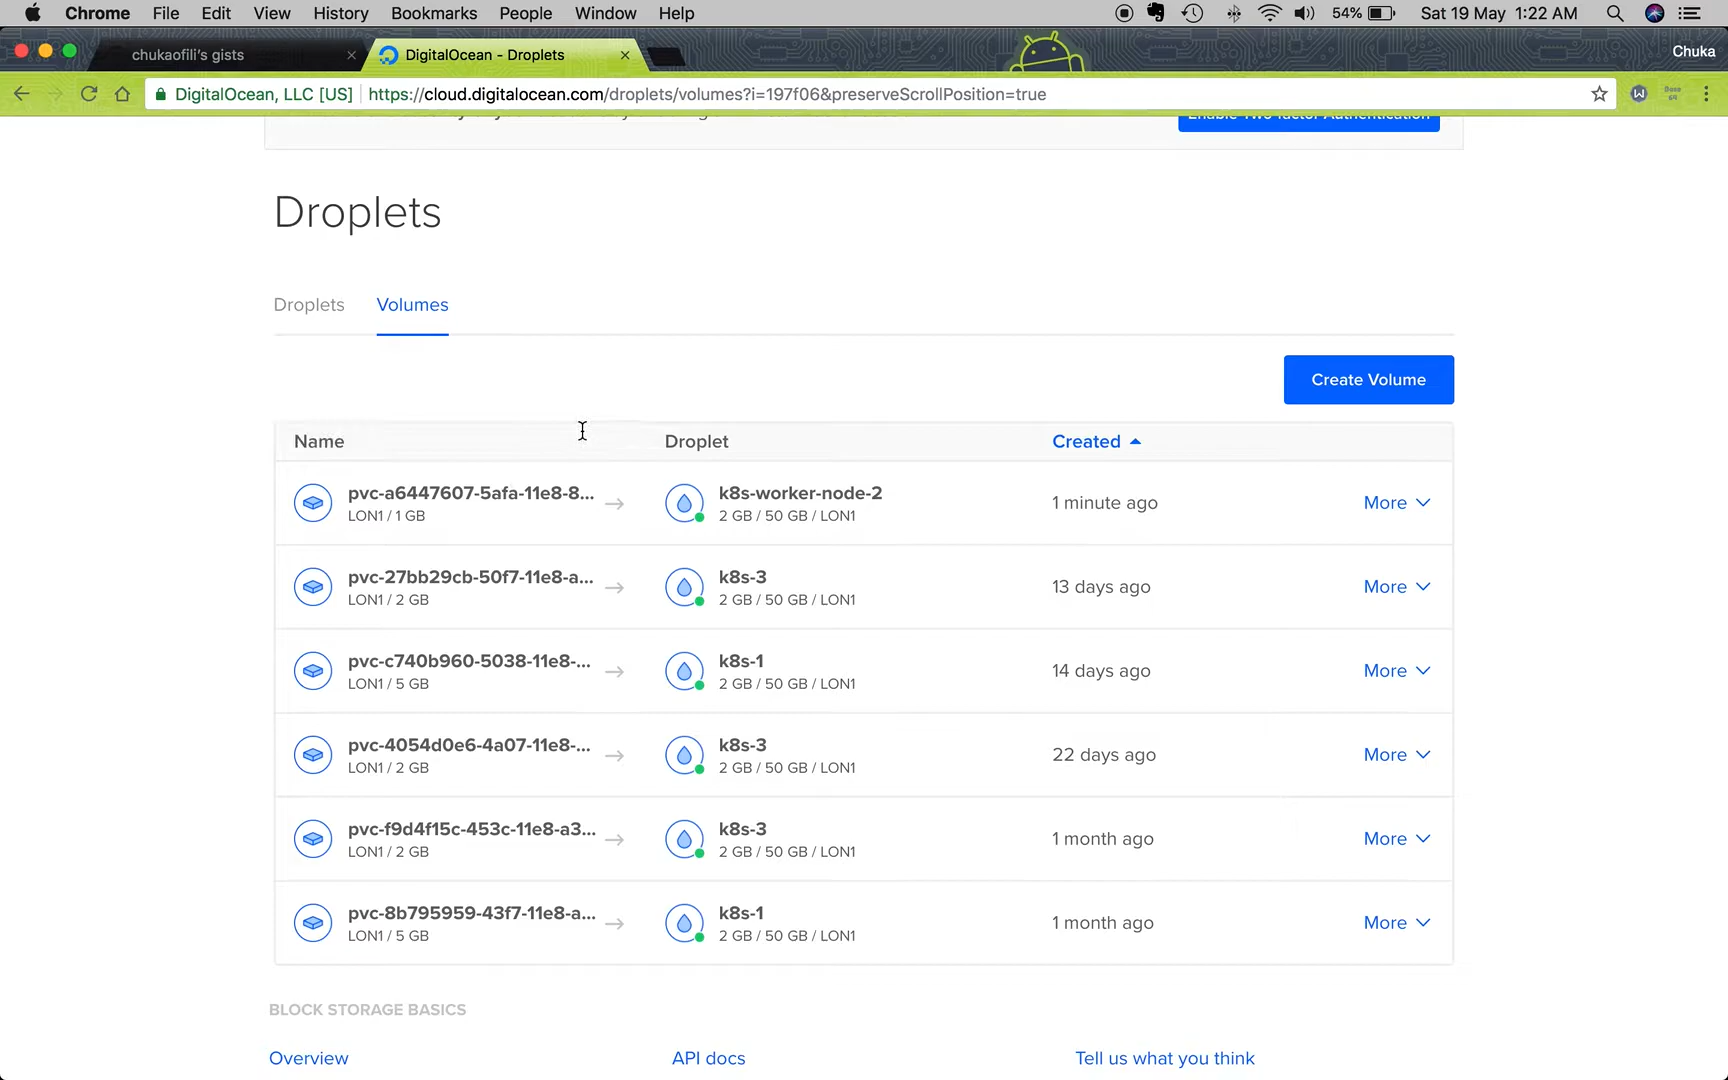 Chrome File Edit View History Bookmarks People Window Help 54% Sat 19 May 1:22 AM
chukaofili's gists DigitalOcean - Droplets Chuka
DigitalOcean, LLC [US] https://cloud.digitalocean.com/droplets/volumes?i=197f06&preserveScrollPosition=true
Enable Two-factor Authentication
Droplets
Droplets Volumes
Create Volume
Name Droplet Created
pvc-a6447607-5afa-11e8-8... k8s-worker-node-2 1 minute ago More
LON1 / 1 GB 2 GB / 50 GB / LON1
pvc-27bb29cb-50f7-11e8-a... k8s-3 13 days ago More
LON1 / 2 GB 2 GB / 50 GB / LON1
pvc-c740b960-5038-11e8-... k8s-1 14 days ago More
LON1 / 5 GB 2 GB / 50 GB / LON1
pvc-4054d0e6-4a07-11e8-... k8s-3 22 days ago More
LON1 / 2 GB 2 GB / 50 GB / LON1
pvc-f9d4f15c-453c-11e8-a3... k8s-3 1 month ago More
LON1 / 2 GB 2 GB / 50 GB / LON1
pvc-8b795959-43f7-11e8-a... k8s-1 1 month ago More
LON1 / 5 GB 2 GB / 50 GB / LON1
BLOCK STORAGE BASICS
Overview API docs Tell us what you think